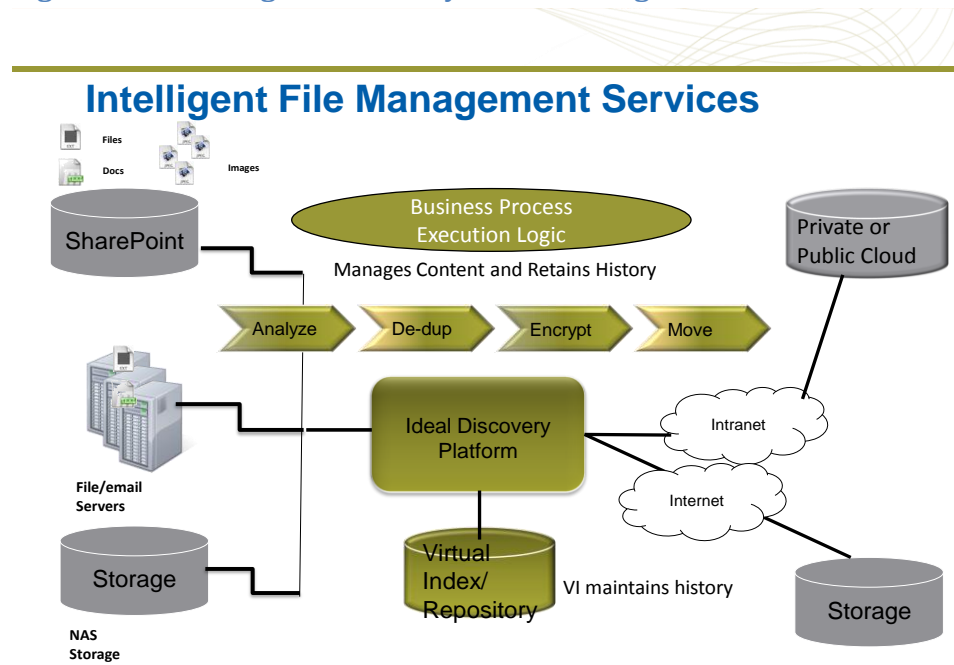 Intelligent File Management Services
Files
Docs
Images
SharePoint
Business Process
Execution Logic
Manages Content and Retains History
Private or
Public Cloud
Analyze
De-dup
Encrypt
Move
Ideal Discovery
Platform
Intranet
Internet
File/email
Servers
Storage
NAS
Storage
Virtual
Index/
Repository
VI maintains history
Storage